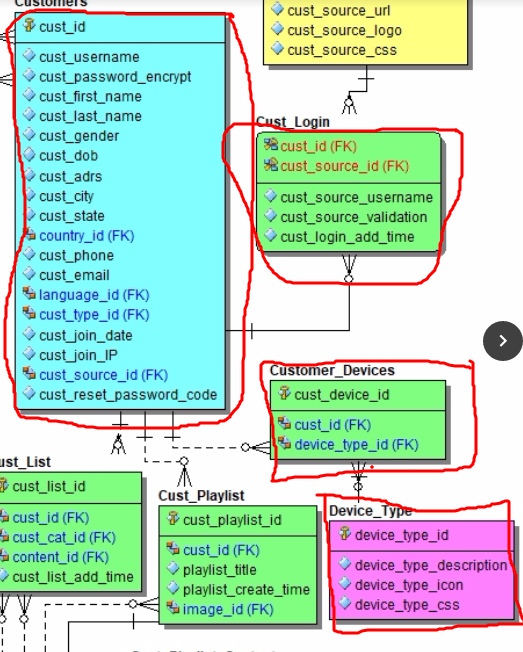 Customers
cust_id
cust_username
cust_password_encrypt
cust_first_name
cust_last_name
cust_gender
cust_dob
cust_adrs
cust_city
cust_state
country_id (FK)
cust_phone
cust_email
language_id (FK)
cust_type_id (FK)
cust_join_date
cust_join_IP
cust_source_id (FK)
cust_reset_password_code
cust_source_url
cust_source_logo
cust_source_css
Cust_Login
cust_id (FK)
cust_source_id (FK)
cust_source_username
cust_source_validation
cust_login_add_time
Customer_Devices
cust_device_id
cust_id (FK)
device_type_id (FK)
ust_List
cust_list_id
cust_id (FK)
cust_cat_id (FK)
content_id (FK)
cust_list_add_time
Cust_Playlist
cust_playlist_id
cust_id (FK)
playlist_title
playlist_create_time
image_id (FK)
Device_Type
device_type_id
device_type_description
device_type_icon
device_type_css